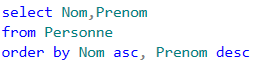 select Nom,Prenom
from Personne
order by Nom asc, Prenom desc